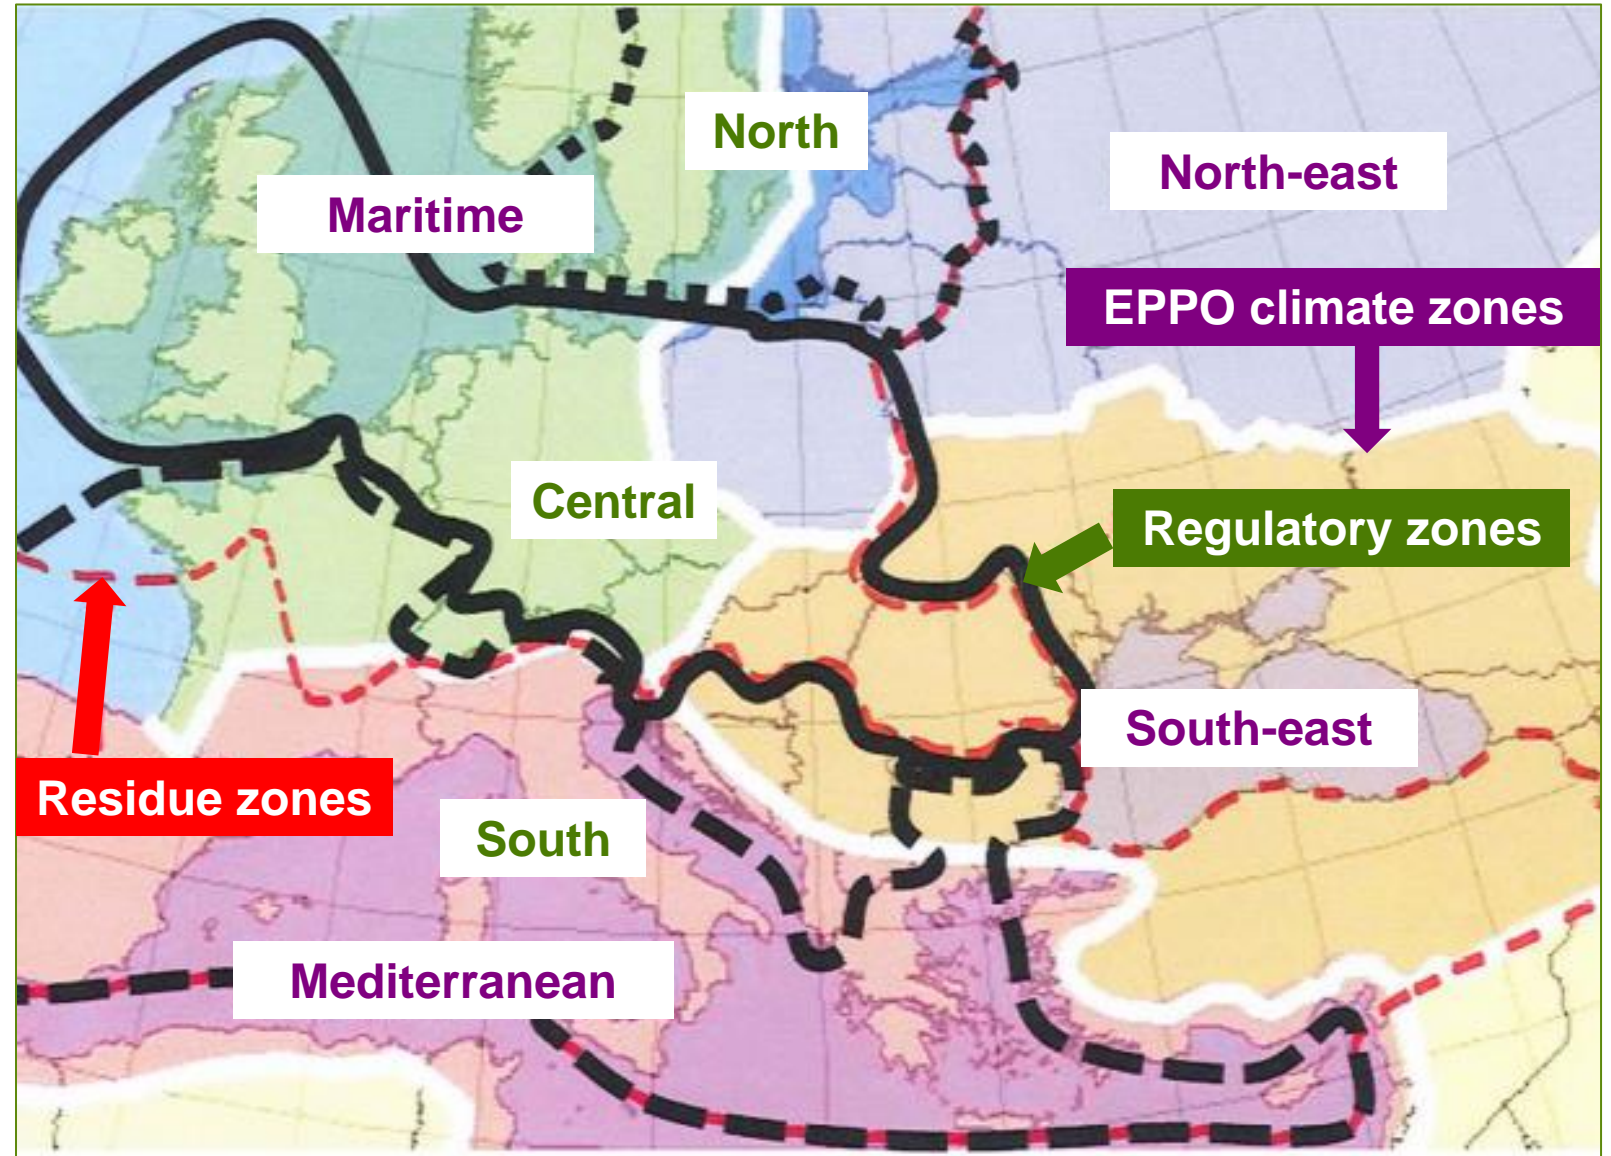 North
North-east
Maritime
EPPO climate zones
Central
Regulatory zones
South-east
Residue zones
South
Mediterranean